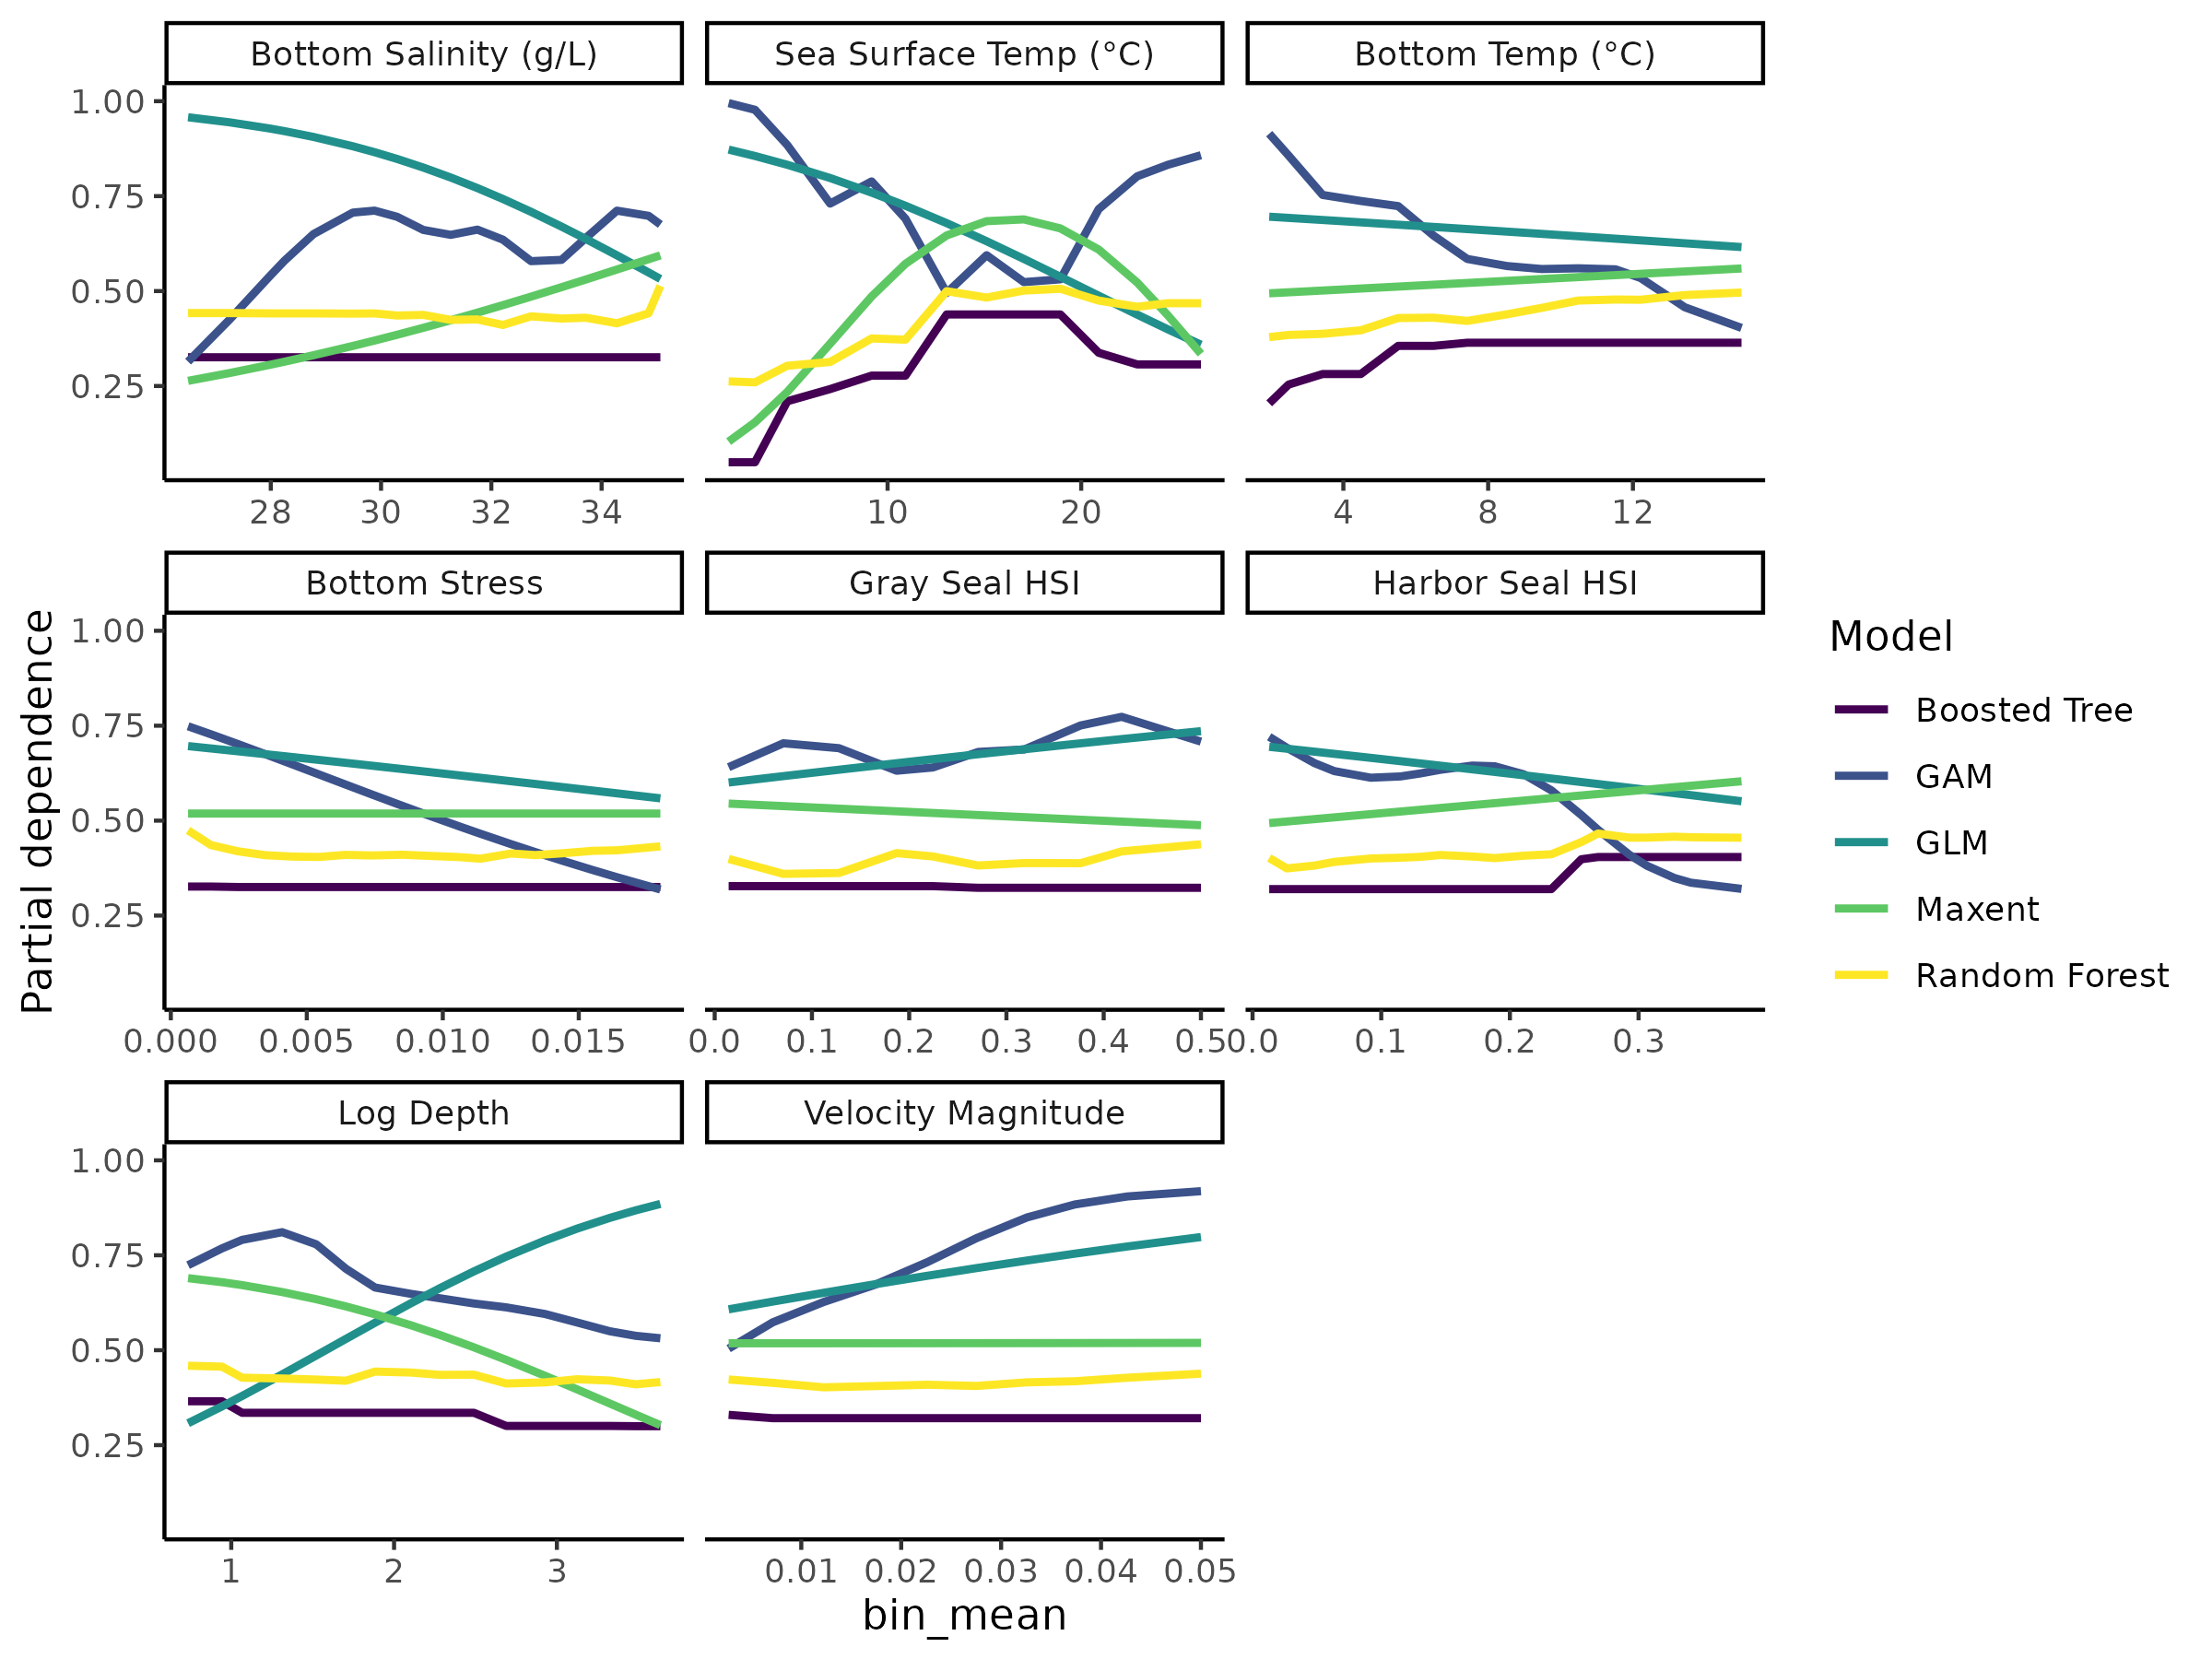 Bottom Salinity (g/L) Sea Surface Temp (°C) Bottom Temp (°C)
1.00
0.75
0.50
0.25
28 30 32 34 10 20 4 8 12
Bottom Stress Gray Seal HSI Harbor Seal HSI
1.00
0.75
0.50
0.25
0.000 0.005 0.010 0.015 0.0 0.1 0.2 0.3 0.4 0.5 0.0 0.1 0.2 0.3
Log Depth Velocity Magnitude
1.00
0.75
0.50
0.25
1 2 3 0.01 0.02 0.03 0.04 0.05
bin_mean
Partial dependence
Model
Boosted Tree
GAM
GLM
Maxent
Random Forest